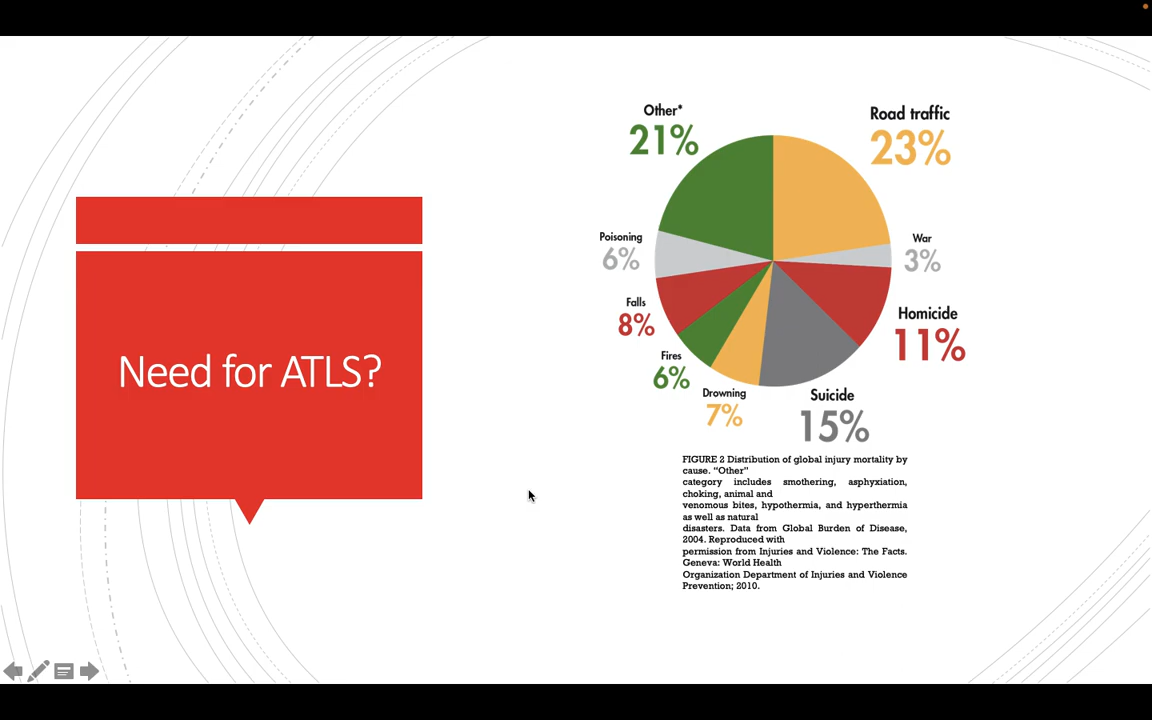 Need for ATLS?
Other*
21%
Road traffic
23%
Poisoning
6%
War
3%
Falls
8%
Homicide
11%
Fires
6%
Drowning
7%
Suicide
15%
FIGURE 2 Distribution of global injury mortality by
cause. “Other”
category includes smothering, asphyxiation,
choking, animal and
venomous bites, hypothermia, and hyperthermia
as well as natural
disasters. Data from Global Burden of Disease,
2004. Reproduced with
permission from Injuries and Violence: The Facts.
Geneva: World Health
Organization Department of Injuries and Violence
Prevention; 2010.